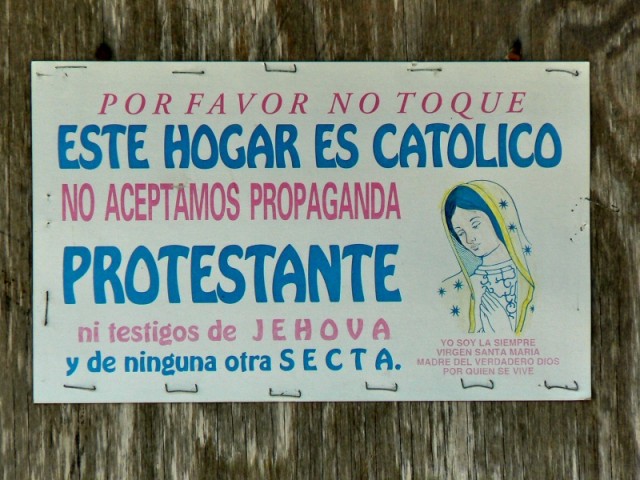 POR FAVOR NO TOQUE
ESTE HOGAR ES CATOLICO
NO ACEPTAMOS PROPAGANDA
PROTESTANTE
ni testigos de JEHOVA
y de ninguna otra SECTA.
YO SOY LA SIEMPRE
VIRGEN SANTA MARIA
MADRE DEL VERDADERO DIOS
POR QUIEN SE VIVE